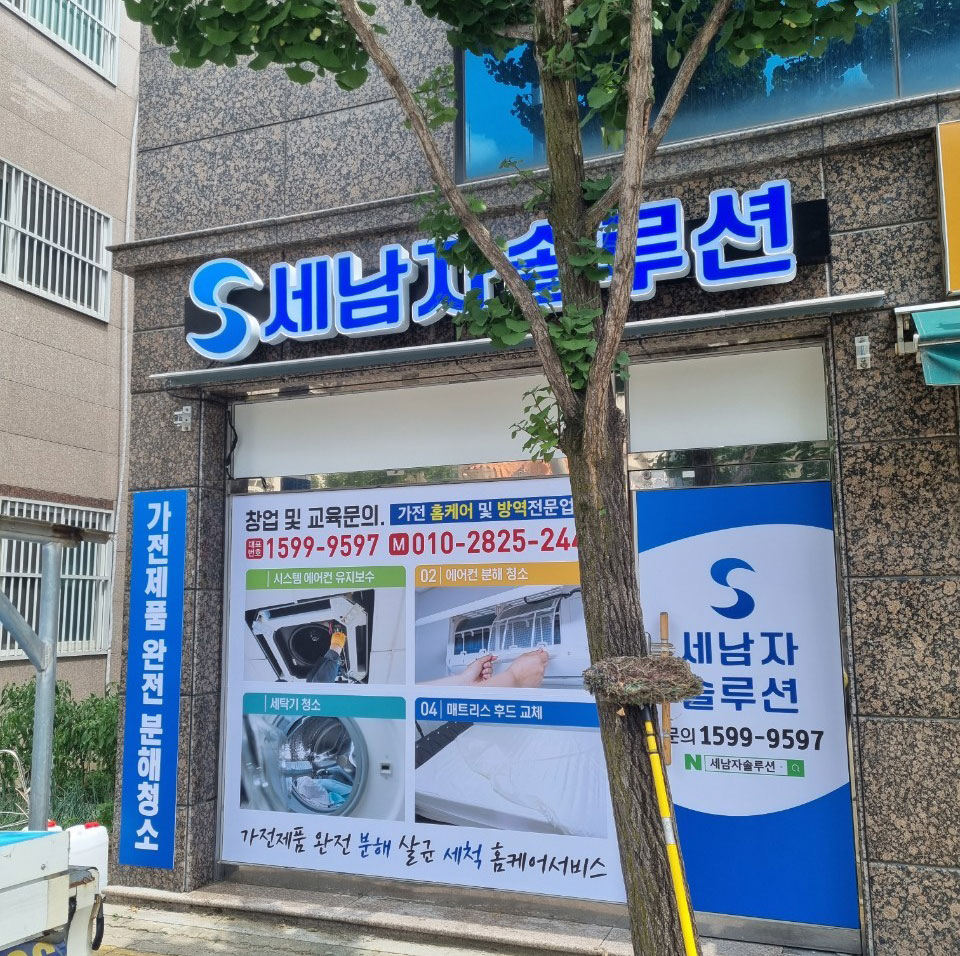 세남자솔루션
가전제품 완전 분해청소
창업 및 교육문의.
가전 홈케어 및 방역전문업
대표번호 1599-9597
M 010-2825-244
시스템 에어컨 유지보수
02 에어컨 분해 청소
세탁기 청소
04 매트리스 후드 교체
가전제품 완전 분해 살균 세척 홈케어서비스
세남자
솔루션
문의 1599-9597
N 세남자솔루션